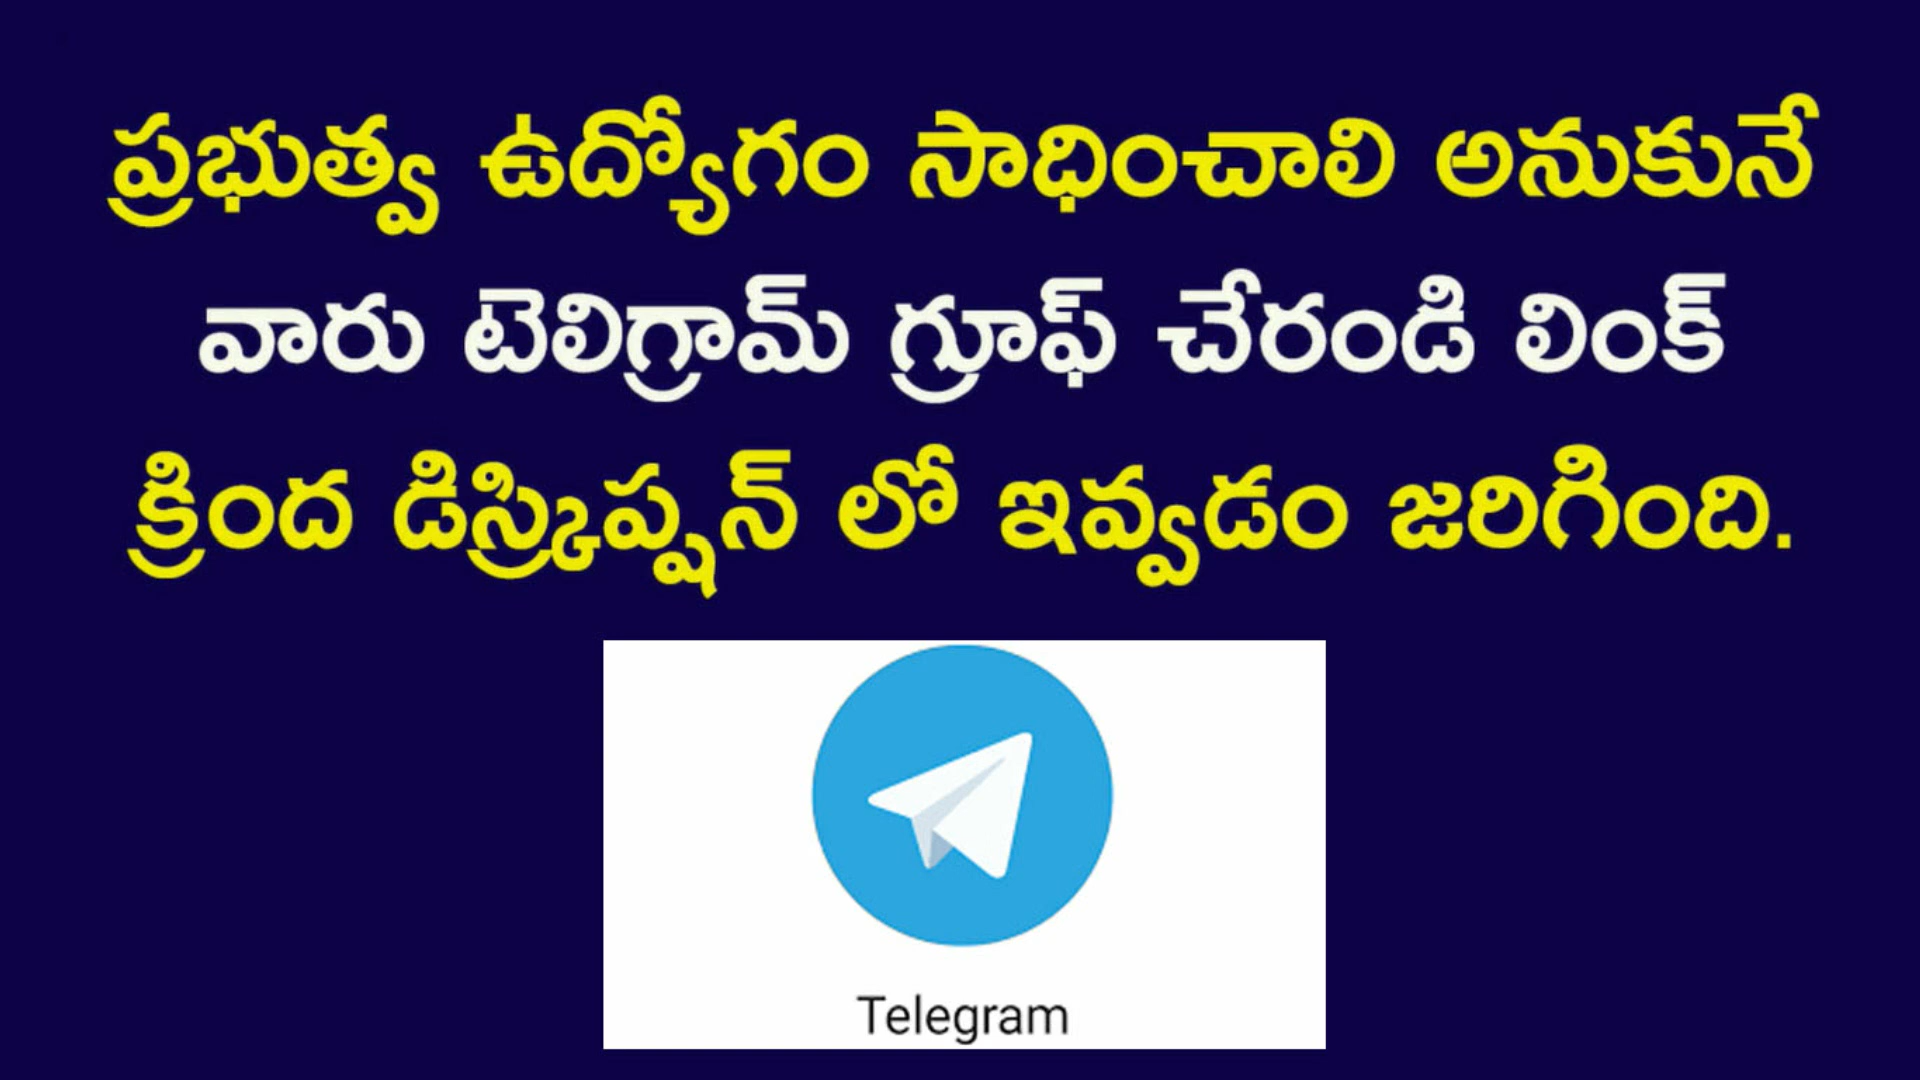 ప్రభుత్వ ఉద్యోగం సాధించాలి అనుకునే
వారు టెలిగ్రామ్ గ్రూఫ్ చేరండి లింక్
క్రింద డిస్క్రిప్షన్ లో ఇవ్వడం జరిగింది.
Telegram